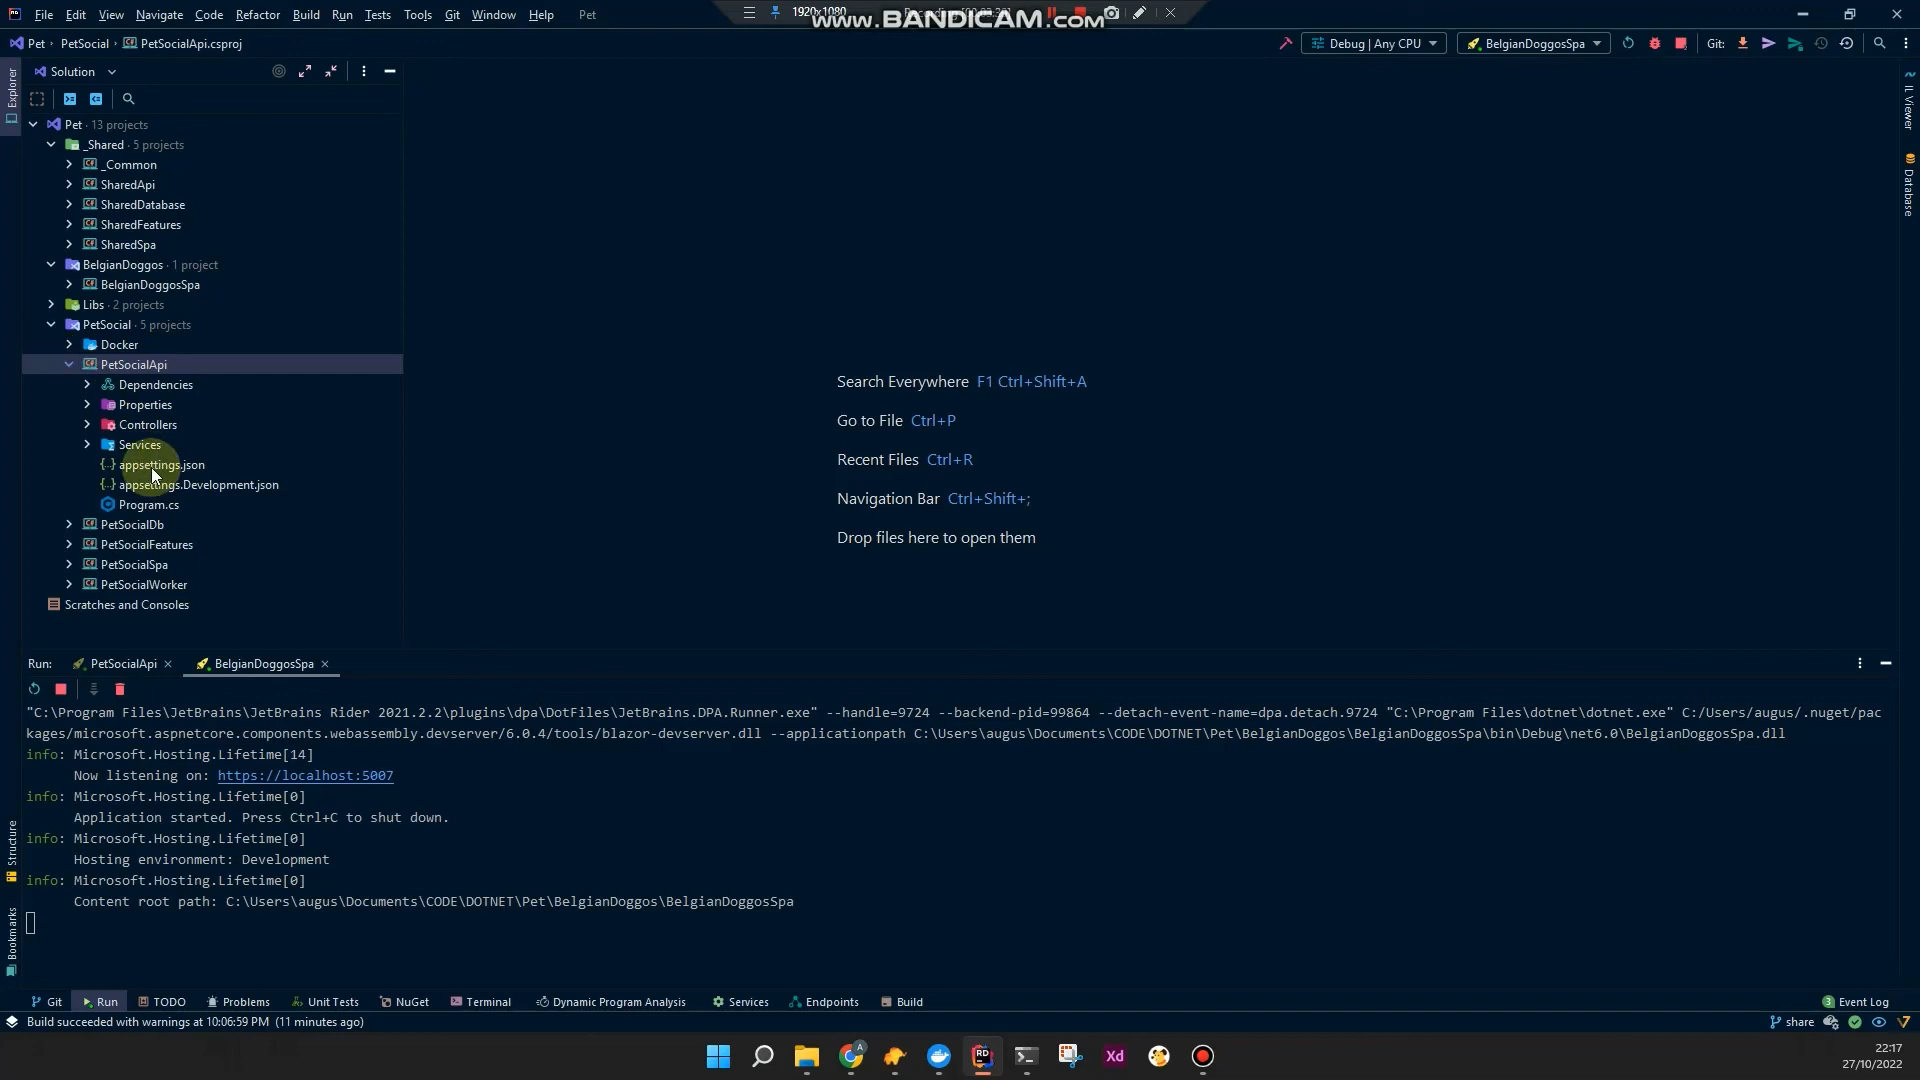 File Edit View Navigate Code Refactor Build Run Tests Tools Git Window Help Pet
1920x1080
www.BANDICAM.com
Pet PetSocial PetSocialApi.csproj
Debug | Any CPU BelgianDoggosSpa Git:
Solution
Explorer
IL Viewer
Database
Pet · 13 projects
_Shared · 5 projects
_Common
SharedApi
SharedDatabase
SharedFeatures
SharedSpa
BelgianDoggos · 1 project
BelgianDoggosSpa
Libs · 2 projects
PetSocial · 5 projects
Docker
PetSocialApi
Dependencies
Properties
Controllers
Services
appsettings.json
appsettings.Development.json
Program.cs
PetSocialDb
PetSocialFeatures
PetSocialSpa
PetSocialWorker
Scratches and Consoles
Search Everywhere F1 Ctrl+Shift+A
Go to File Ctrl+P
Recent Files Ctrl+R
Navigation Bar Ctrl+Shift+;
Drop files here to open them
Run: PetSocialApi BelgianDoggosSpa
"C:\Program Files\JetBrains\JetBrains Rider 2021.2.2\plugins\dpa\DotFiles\JetBrains.DPA.Runner.exe" --handle=9724 --backend-pid=99864 --detach-event-name=dpa.detach.9724 "C:\Program Files\dotnet\dotnet.exe" C:/Users/augus/.nuget/pac
kages/microsoft.aspnetcore.components.webassembly.devserver/6.0.4/tools/blazor-devserver.dll --applicationpath C:\Users\augus\Documents\CODE\DOTNET\Pet\BelgianDoggos\BelgianDoggosSpa\bin\Debug\net6.0\BelgianDoggosSpa.dll
info: Microsoft.Hosting.Lifetime[14]
Now listening on: https://localhost:5007
info: Microsoft.Hosting.Lifetime[0]
Application started. Press Ctrl+C to shut down.
info: Microsoft.Hosting.Lifetime[0]
Hosting environment: Development
info: Microsoft.Hosting.Lifetime[0]
Content root path: C:\Users\augus\Documents\CODE\DOTNET\Pet\BelgianDoggos\BelgianDoggosSpa
Structure
Bookmarks
Git Run TODO Problems Unit Tests NuGet Terminal Dynamic Program Analysis Services Endpoints Build 3 Event Log
Build succeeded with warnings at 10:06:59 PM (11 minutes ago) share
A RD Xd
22:17
27/10/2022